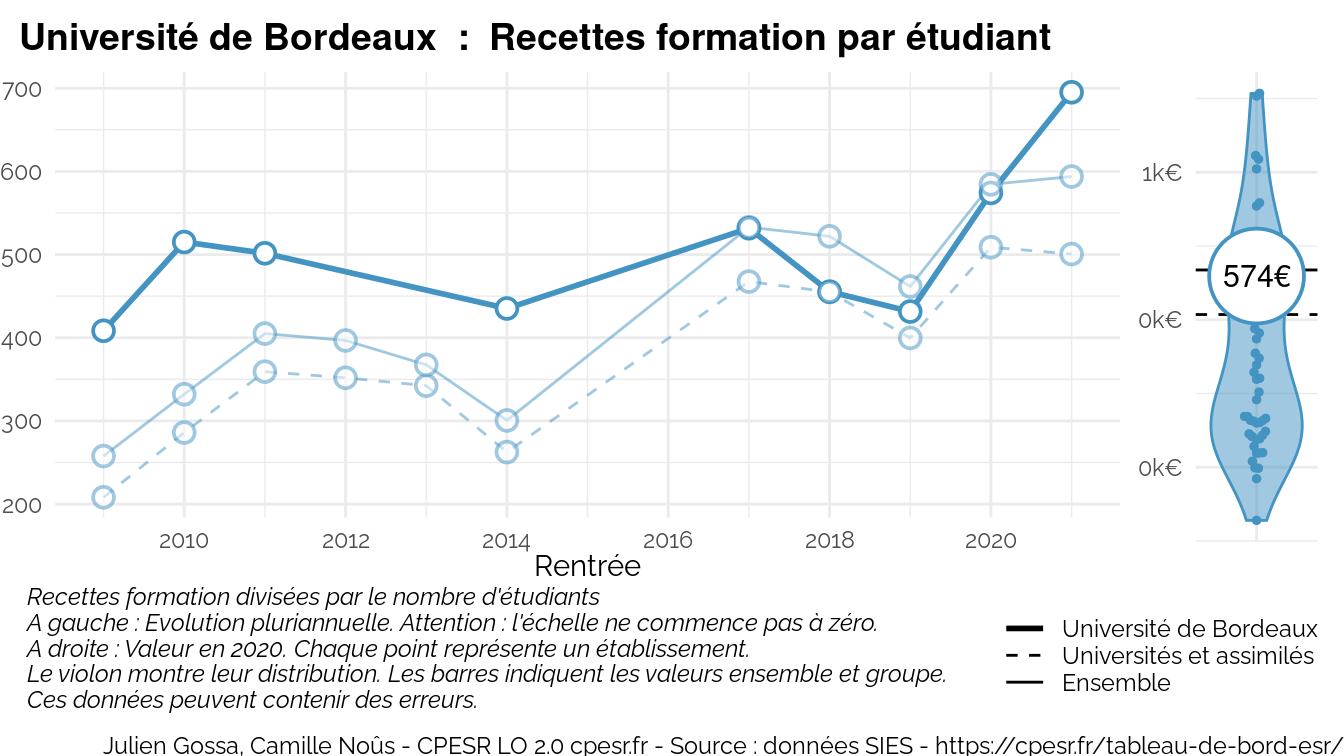 Université de Bordeaux : Recettes formation par étudiant
700
600
500
400
300
200
2010 2012 2014 2016 2018 2020
Rentrée
1k€
0k€
0k€
574€
Recettes formation divisées par le nombre d'étudiants
A gauche : Evolution pluriannuelle. Attention : l'échelle ne commence pas à zéro.
A droite : Valeur en 2020. Chaque point représente un établissement.
Le violon montre leur distribution. Les barres indiquent les valeurs ensemble et groupe.
Ces données peuvent contenir des erreurs.
Université de Bordeaux
Universités et assimilés
Ensemble
Julien Gossa, Camille Noûs - CPESR LO 2.0 cpesr.fr - Source : données SIES - https://cpesr.fr/tableau-de-bord-esr/